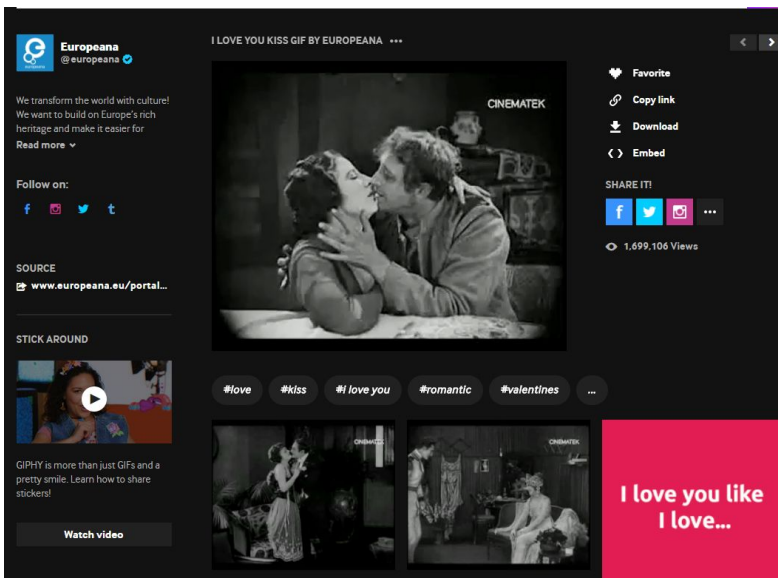 europeana
Europeana
@europeana
We transform the world with culture!
We want to build on Europe's rich
heritage and make it easier for
Read more
Follow on:
SOURCE
www.europeana.eu/portal...
STICK AROUND
GIPHY is more than just GIFs and a
pretty smile. Learn how to share
stickers!
Watch video
I LOVE YOU KISS GIF BY EUROPEANA •••
CINEMATEK
#love #kiss #i love you #romantic #valentines ...
CINEMATEK
CINEMATEK
I love you like
I love...
Favorite
Copy link
Download
Embed
SHARE IT!
1,699,106 Views